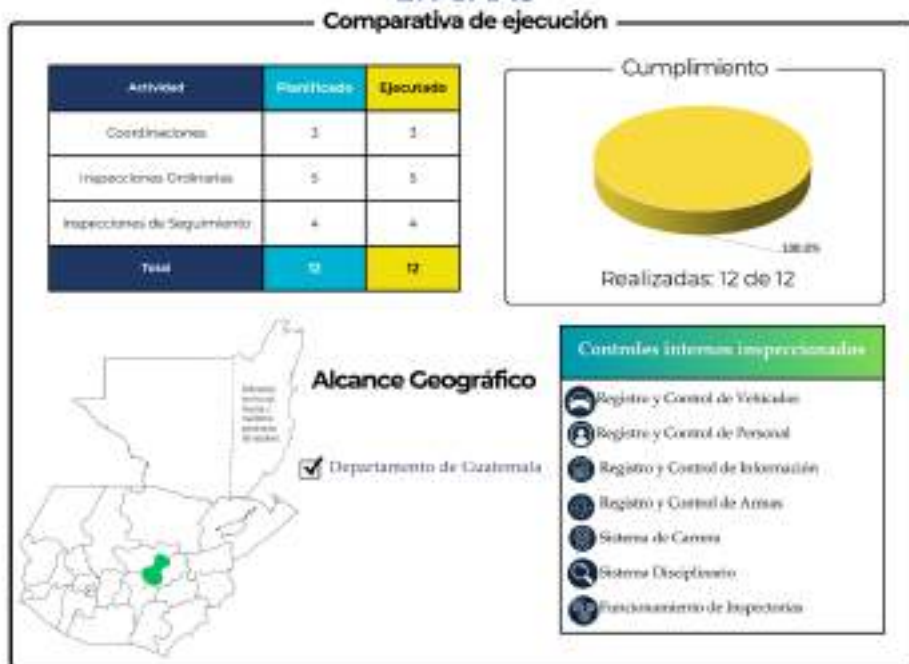 Comparativa de ejecución
Actividad Planificado Ejecutado
Coordinaciones 3 3
Inspecciones Ordinarias 5 5
Inspecciones de Seguimiento 4 4
Total 12 12
Cumplimiento
100.0%
Realizadas: 12 de 12
Alcance Geográfico
Departamento de Guatemala
Controles internos inspeccionados
Registro y Control de Vehículos
Registro y Control de Personal
Registro y Control de Información
Registro y Control de Armas
Sistema de Carrera
Sistema Disciplinario
Funcionamiento de Inspectorías